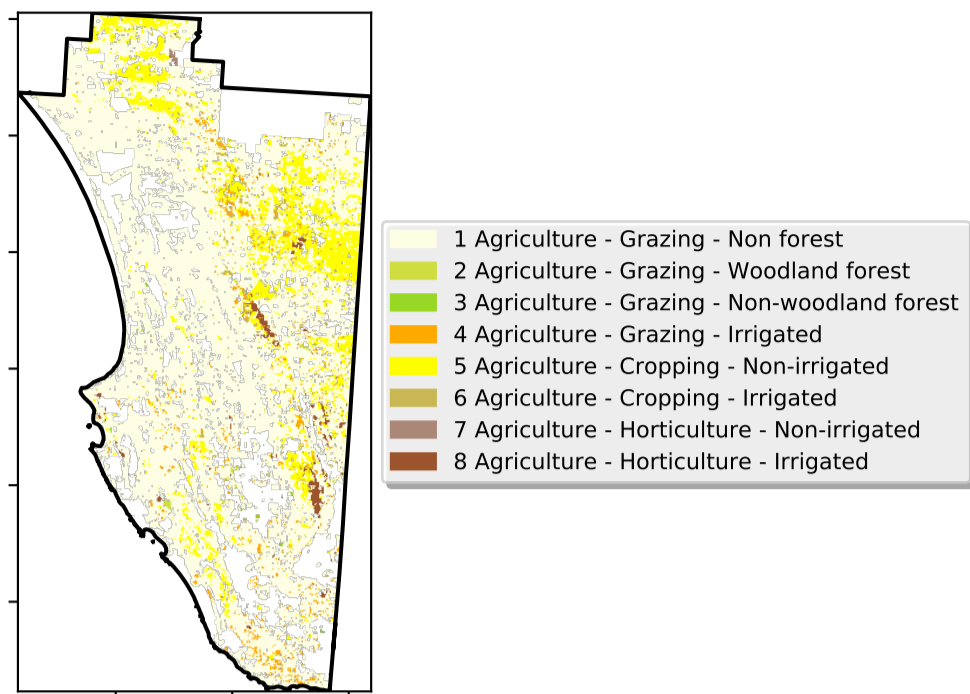 1 Agriculture - Grazing - Non forest
2 Agriculture - Grazing - Woodland forest
3 Agriculture - Grazing - Non-woodland forest
4 Agriculture - Grazing - Irrigated
5 Agriculture - Cropping - Non-irrigated
6 Agriculture - Cropping - Irrigated
7 Agriculture - Horticulture - Non-irrigated
8 Agriculture - Horticulture - Irrigated